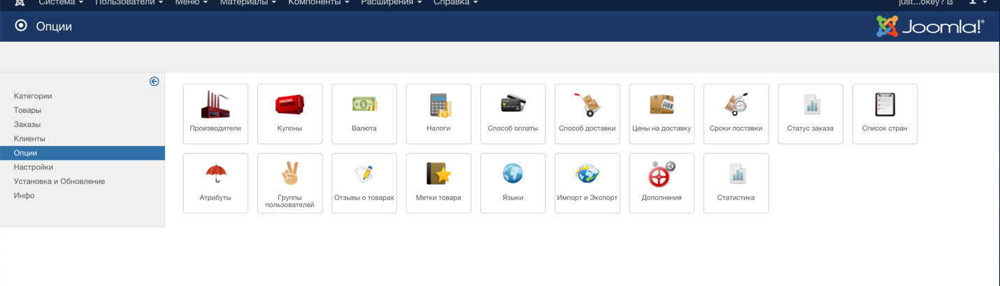 Система Пользователи Меню Материалы Компоненты Расширения Справка just...okey?
Опции
Joomla!®
Категории
Товары
Заказы
Клиенты
Опции
Настройки
Установка и Обновление
Инфо
Производители
DISCOUNT
COUPON
Купоны
Валюта
Налоги
Способ оплаты
Способ доставки
Цены на доставку
Сроки поставки
Статус заказа
Список стран
Атрибуты
Группы
пользователей
Отзывы о товарах
Метки товара
Языки
Импорт и Экспорт
Дополнения
Статистика